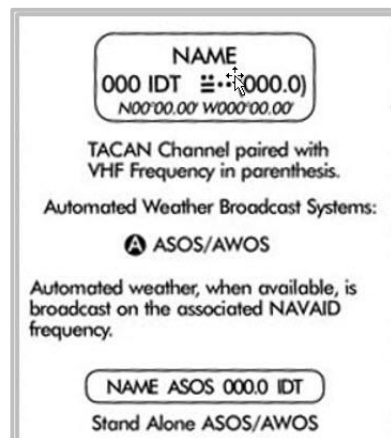 NAME
000 IDT 000.0)
N00°00.00' W000°00.00'
TACAN Channel paired with
VHF Frequency in parenthesis.
Automated Weather Broadcast Systems:
A ASOS/AWOS
Automated weather, when available, is
broadcast on the associated NAVAID
frequency.
NAME ASOS 000.0 IDT
Stand Alone ASOS/AWOS